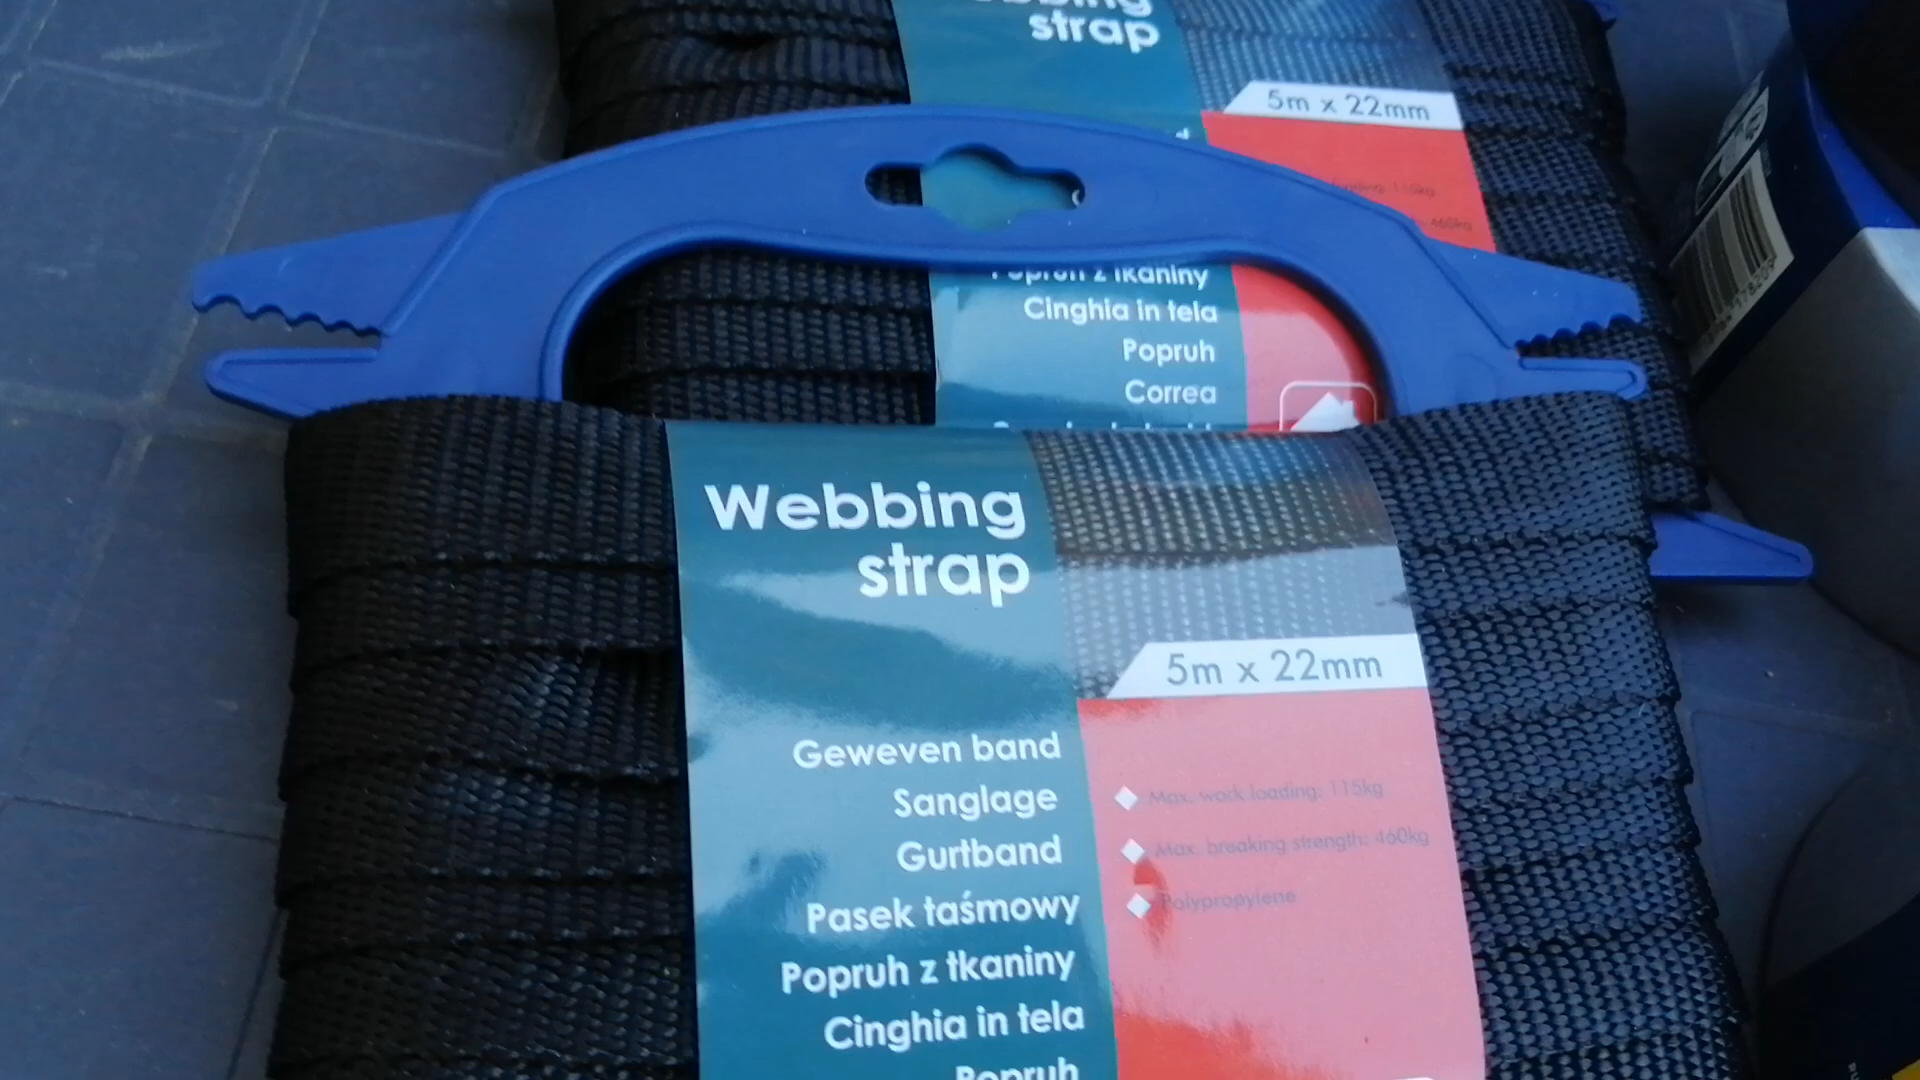 strap
5m x 22mm
Popruh z tkaniny
Cinghia in tela
Popruh
Correa
Webbing
strap
5m x 22mm
Geweven band
Sanglage
Gurtband
Pasek taśmowy
Popruh z tkaniny
Cinghia in tela
Popruh
Max. work loading: 115kg
Max. breaking strength: 460kg
Polypropylene